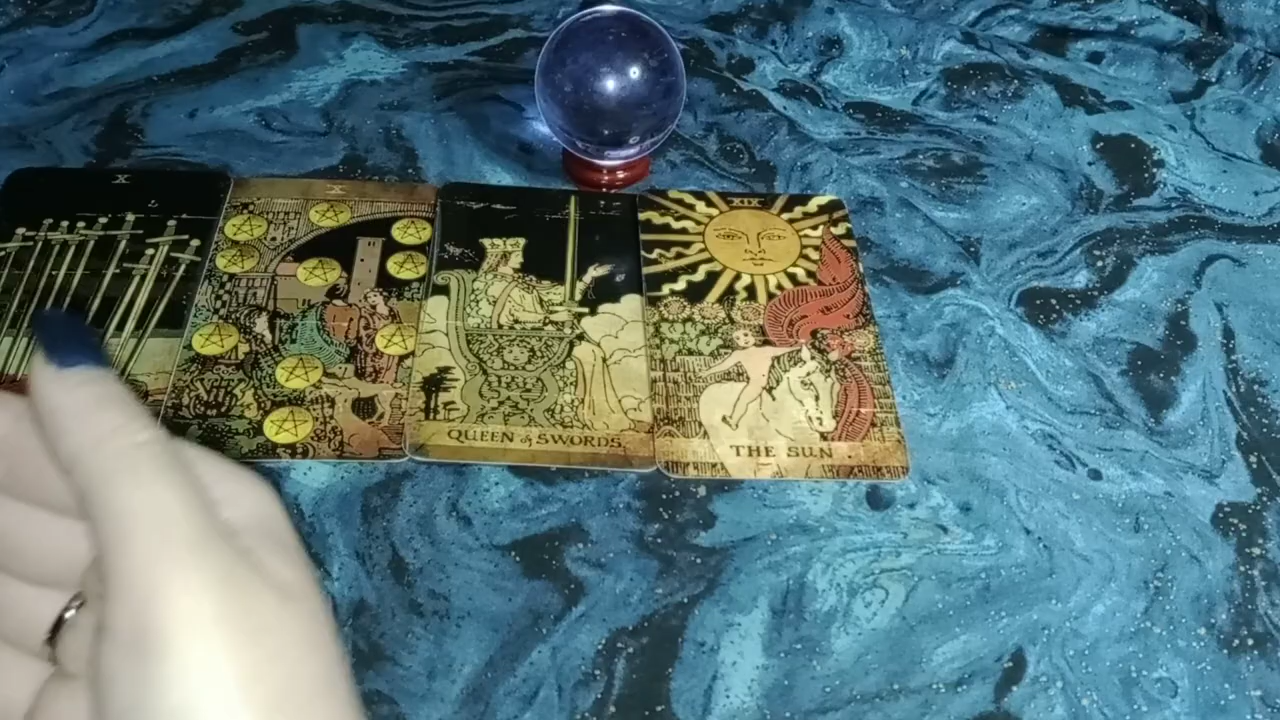 X
X
QUEEN of SWORDS.
XIX
THE SUN.